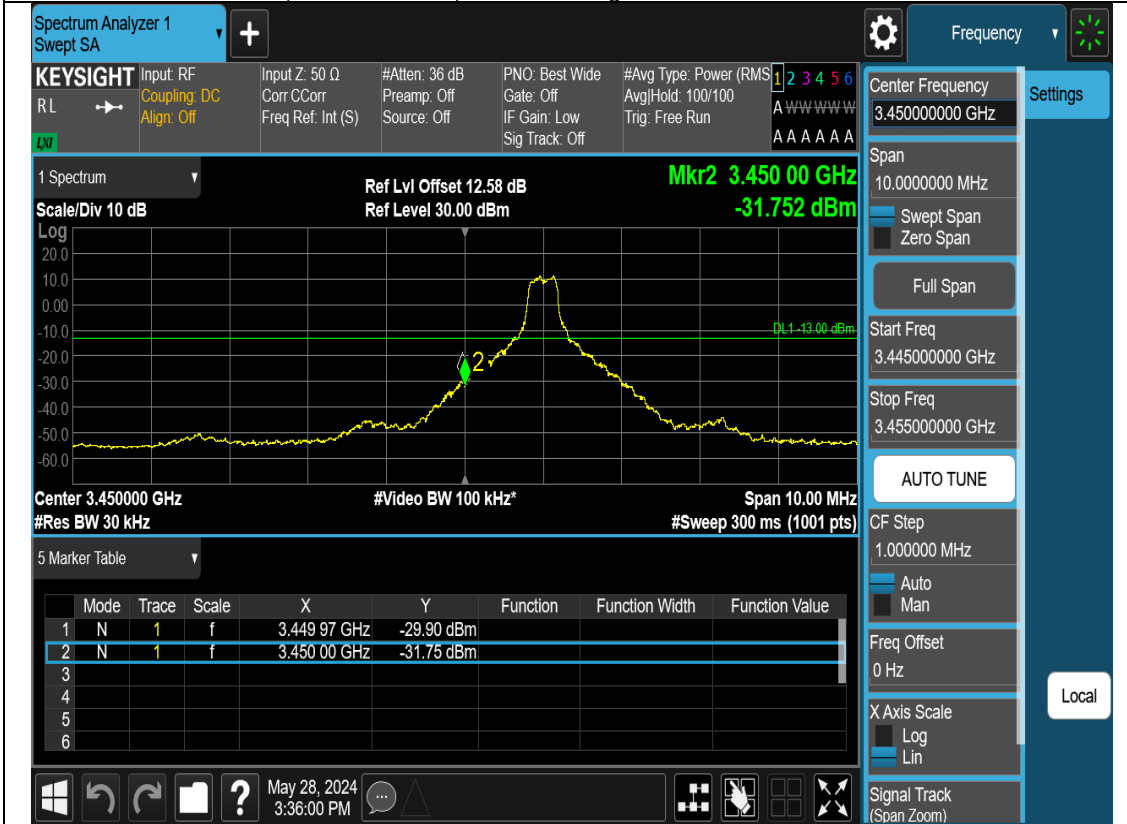 Spectrum Analyzer 1
Swept SA
+
Frequency
KEYSIGHT
R L
LXI
Input: RF
Coupling: DC
Align: Off
Input Z: 50 Ω
Corr CCorr
Freq Ref: Int (S)
#Atten: 36 dB
Preamp: Off
Source: Off
PNO: Best Wide
Gate: Off
IF Gain: Low
Sig Track: Off
#Avg Type: Power (RMS
Avg|Hold: 100/100
Trig: Free Run
1 2 3 4 5 6
A W W W W W
A A A A A A
1 Spectrum
Scale/Div 10 dB
Ref Lvl Offset 12.58 dB
Ref Level 30.00 dBm
Mkr2 3.450 00 GHz
-31.752 dBm
Log
20.0
10.0
0.00
-10.0
-20.0
-30.0
-40.0
-50.0
-60.0
DL1 -13.00 dBm
2
Center 3.450000 GHz
#Res BW 30 kHz
#Video BW 100 kHz*
Span 10.00 MHz
#Sweep 300 ms (1001 pts)
5 Marker Table
Mode Trace Scale X Y Function Function Width Function Value
1 N 1 f 3.449 97 GHz -29.90 dBm
2 N 1 f 3.450 00 GHz -31.75 dBm
3
4
5
6
?
May 28, 2024
3:36:00 PM
Center Frequency
3.450000000 GHz
Span
10.0000000 MHz
Swept Span
Zero Span
Full Span
Start Freq
3.445000000 GHz
Stop Freq
3.455000000 GHz
AUTO TUNE
CF Step
1.000000 MHz
Auto
Man
Freq Offset
0 Hz
X Axis Scale
Log
Lin
Signal Track
(Span Zoom)
Settings
Local